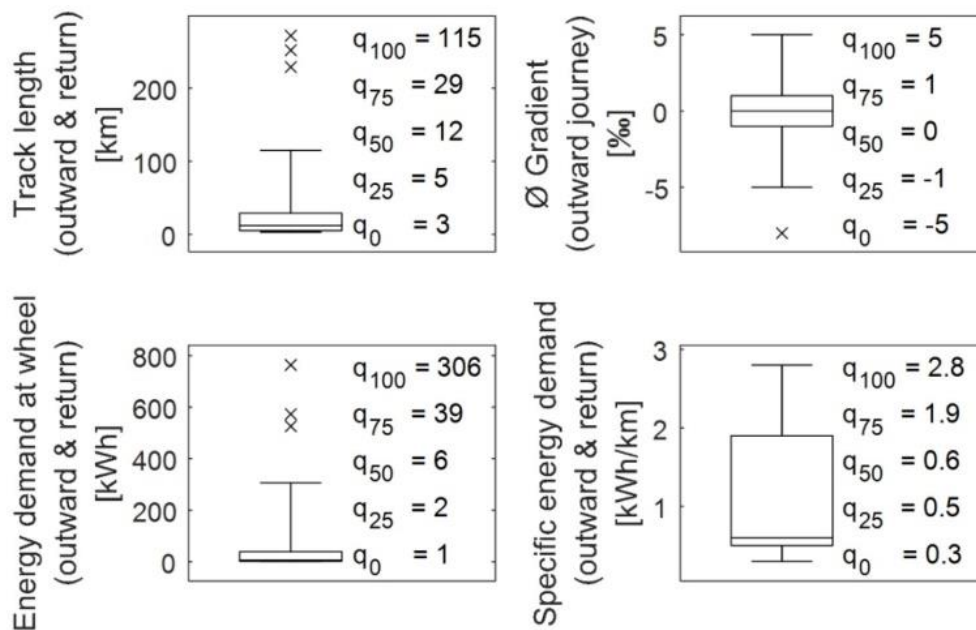 Track length
(outward & return)
[km]
200
100
0
q100 = 115
q75 = 29
q50 = 12
q25 = 5
q0 = 3
Ø Gradient
(outward journey)
[‰]
5
0
-5
q100 = 5
q75 = 1
q50 = 0
q25 = -1
q0 = -5
Energy demand at wheel
(outward & return)
[kWh]
800
600
400
200
0
q100 = 306
q75 = 39
q50 = 6
q25 = 2
q0 = 1
Specific energy demand
(outward & return)
[kWh/km]
3
2
1
q100 = 2.8
q75 = 1.9
q50 = 0.6
q25 = 0.5
q0 = 0.3